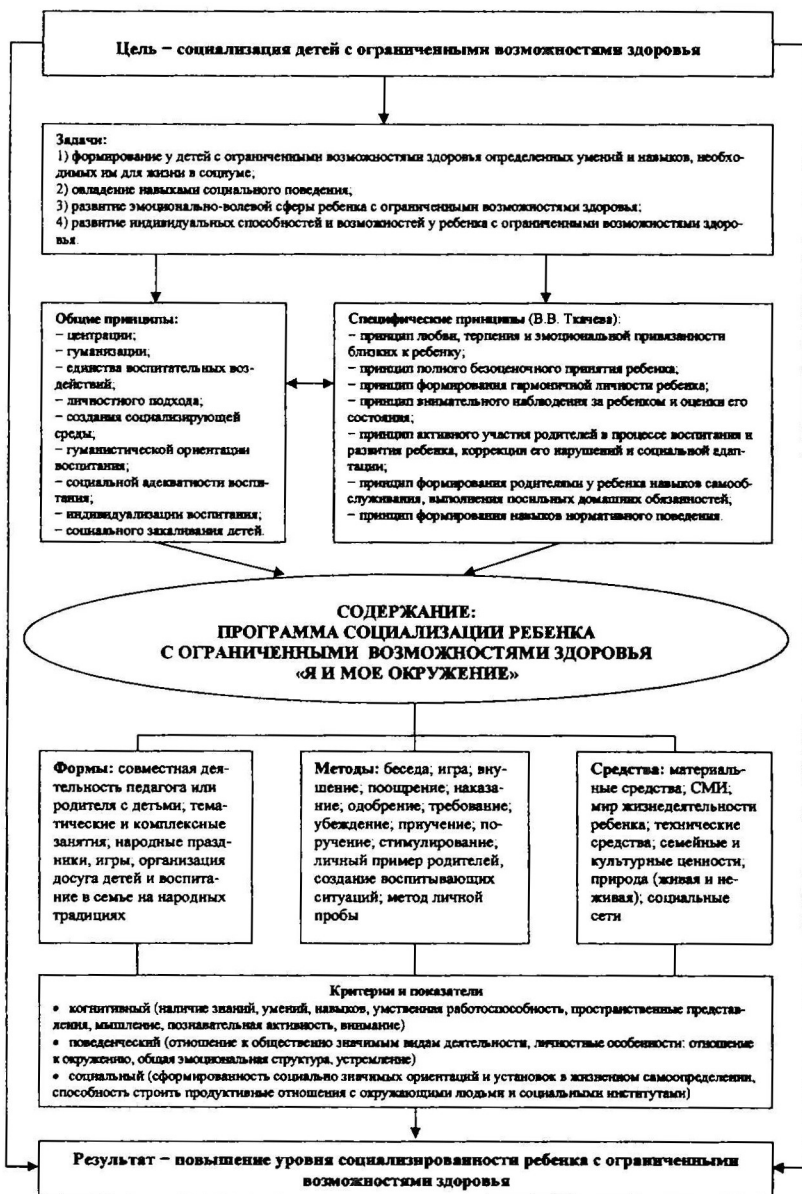 Цель – социализация детей с ограниченными возможностями здоровья
Задачи:
1) формирование у детей с ограниченными возможностями здоровья определенных умений и навыков, необхо-
димых им для жизни в социуме;
2) овладение навыками социального поведения;
3) развитие эмоционально-волевой сферы ребенка с ограниченными возможностями здоровья;
4) развитие индивидуальных способностей и возможностей у ребенка с ограниченными возможностями здоро-
вья.
Общие принципы:
– центрации;
– гуманизации;
– единства воспитательных воз-
действий;
– личностного подхода;
– создания социализирующей
среды;
– гуманистической ориентации
воспитания;
– социальной адекватности воспи-
тания;
– индивидуализации воспитания;
– социального закаливания детей.
Специфические принципы (В.В. Ткачева):
– принцип любви, терпения и эмоциональной привязанности
близких к ребенку;
– принцип полного безоценочного принятия ребенка;
– принцип формирования гармоничной личности ребенка;
– принцип внимательного наблюдения за ребенком и оценки его
состояния;
– принцип активного участия родителей в процессе воспитания и
развития ребенка, коррекции его нарушений и социальной адап-
тации;
– принцип формирования родителями у ребенка навыков самооб-
служивания, выполнения посильных домашних обязанностей;
– принцип формирования навыков нормативного поведения.
СОДЕРЖАНИЕ:
ПРОГРАММА СОЦИАЛИЗАЦИИ РЕБЕНКА
С ОГРАНИЧЕННЫМИ ВОЗМОЖНОСТЯМИ ЗДОРОВЬЯ
«Я И МОЕ ОКРУЖЕНИЕ»
Формы: совместная дея-
тельность педагога или
родителя с детьми; тема-
тические и комплексные
занятия; народные празд-
ники, игры, организация
досуга детей и воспита-
ние в семье на народных
традициях
Методы: беседа; игра; вну-
шение; поощрение; наказа-
ние; одобрение; требование;
убеждение; приучение; по-
ручение; стимулирование;
личный пример родителей,
создание воспитывающих
ситуаций; метод личной
пробы
Средства: материаль-
ные средства; СМИ;
мир жизнедеятельности
ребенка; технические
средства; семейные и
культурные ценности;
природа (живая и не-
живая); социальные
сети
Критерии и показатели
• когнитивный (наличие знаний, умений, навыков, умственная работоспособность, пространственные представ-
ления, мышление, познавательная активность, внимание)
• поведенческий (отношение к общественно значимым видам деятельности, личностные особенности: отношение
к окружению, общая эмоциональная структура, устремление)
• социальный (сформированность социально значимых ориентаций и установок в жизненном самоопределении,
способность строить продуктивные отношения с окружающими людьми и социальными институтами)
Результат – повышение уровня социализированности ребенка с ограниченными
возможностями здоровья